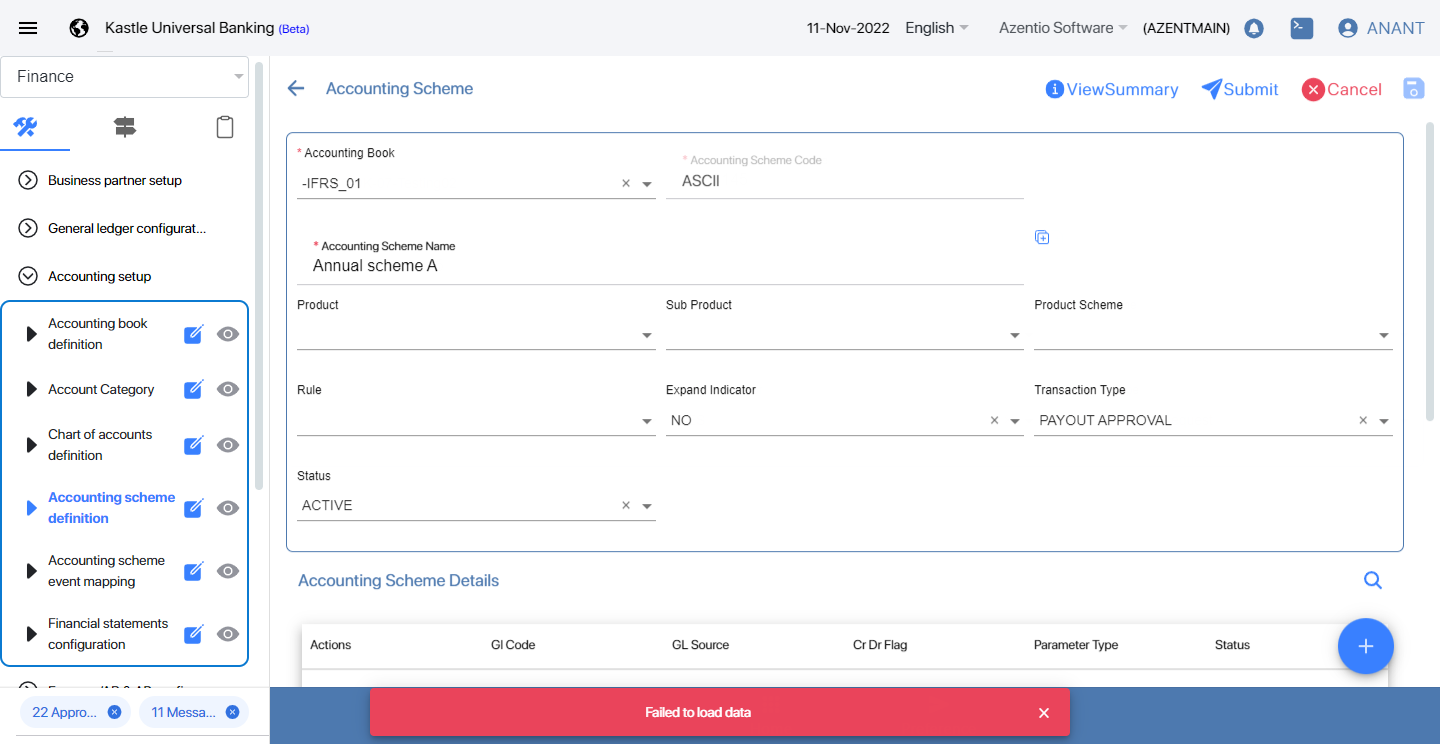 Kastle Universal Banking (Beta)
11-Nov-2022
English
Azentio Software
(AZENTMAIN)
ANANT
Finance
Business partner setup
General ledger configurat...
Accounting setup
Accounting book
definition
Account Category
Chart of accounts
definition
Accounting scheme
definition
Accounting scheme
event mapping
Financial statements
configuration
22 Appro...
11 Messa...
Accounting Scheme
ViewSummary
Submit
Cancel
* Accounting Book
-IFRS_01
* Accounting Scheme Code
ASCII
* Accounting Scheme Name
Annual scheme A
Product
Sub Product
Product Scheme
Rule
Expand Indicator
NO
Transaction Type
PAYOUT APPROVAL
Status
ACTIVE
Accounting Scheme Details
Actions
Gl Code
GL Source
Cr Dr Flag
Parameter Type
Status
Failed to load data